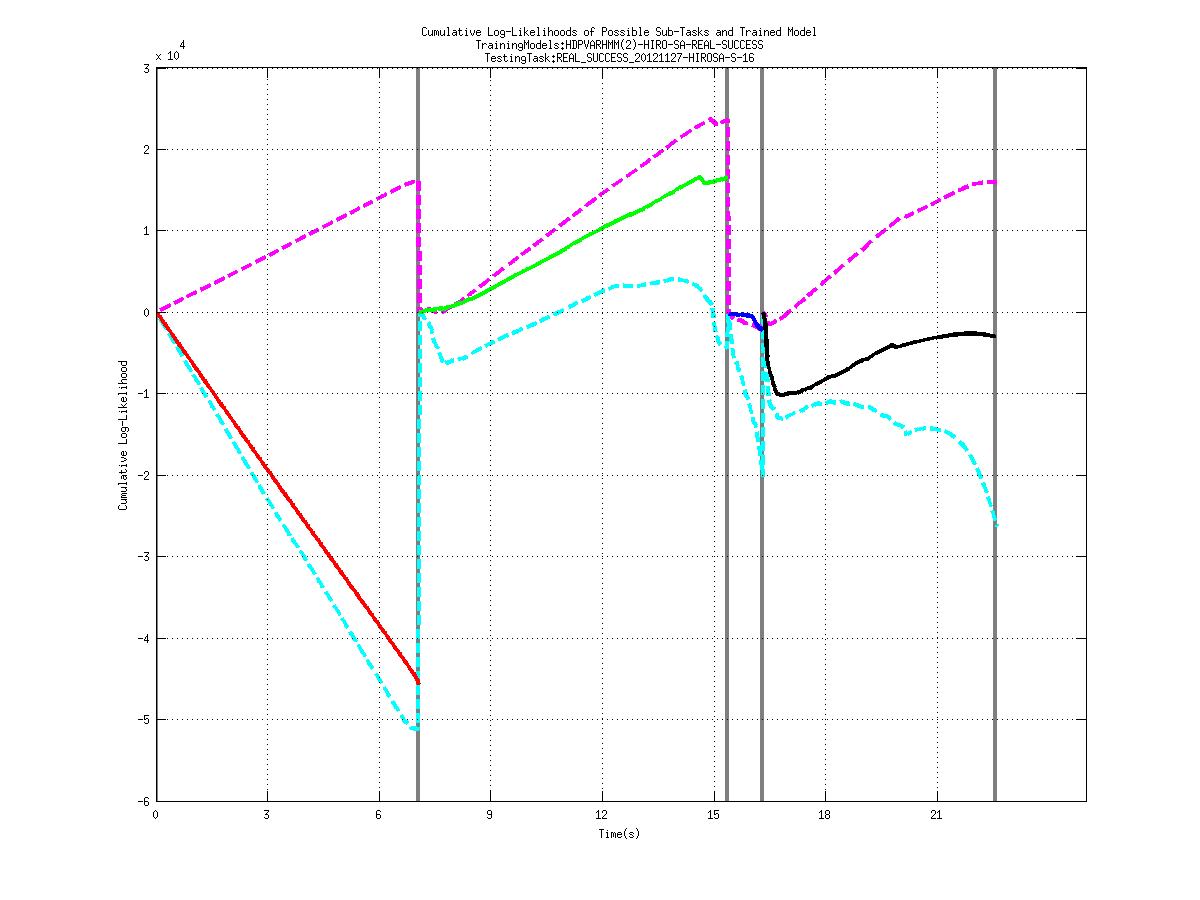 Cumulative Log-Likelihoods of Possible Sub-Tasks and Trained Model
TrainingModels:HDPVARHMM(2)-HIRO-SA-REAL-SUCCESS
TestingTask:REAL_SUCCESS_20121127-HIROSA-S-16
x 10^4
3
2
1
0
-1
-2
-3
-4
-5
-6
Cumulative Log-Likelihood
0 3 6 9 12 15 18 21
Time(s)